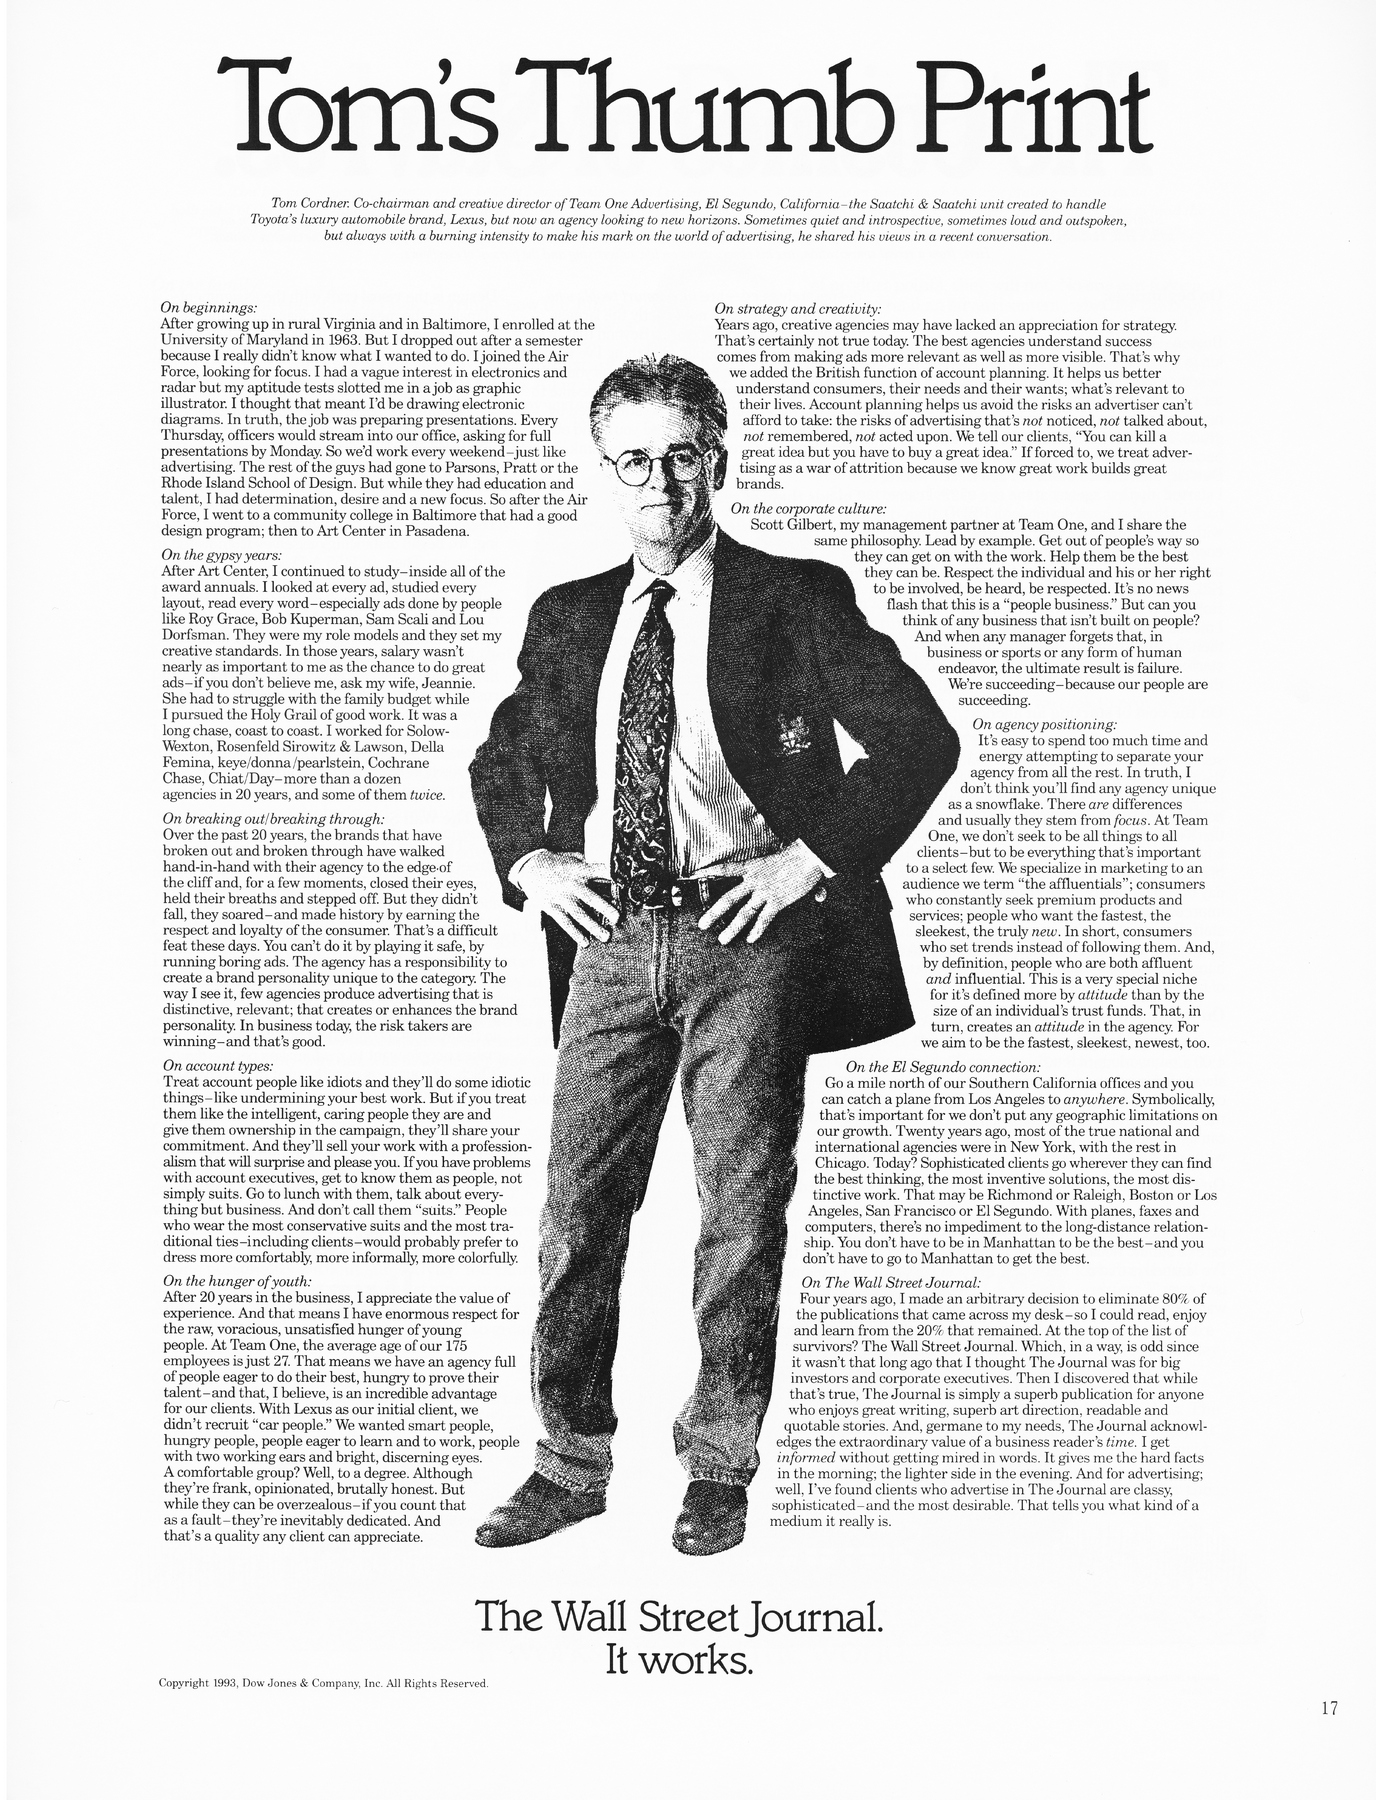 Tom's Thumb Print
Tom Cordner. Co-chairman and creative director of Team One Advertising, El Segundo, California–the Saatchi & Saatchi unit created to handle
Toyota's luxury automobile brand, Lexus, but now an agency looking to new horizons. Sometimes quiet and introspective, sometimes loud and outspoken,
but always with a burning intensity to make his mark on the world of advertising, he shared his views in a recent conversation.
On beginnings:
After growing up in rural Virginia and in Baltimore, I enrolled at the
University of Maryland in 1963. But I dropped out after a semester
because I really didn't know what I wanted to do. I joined the Air
Force, looking for focus. I had a vague interest in electronics and
radar but my aptitude tests slotted me in a job as graphic
illustrator. I thought that meant I'd be drawing electronic
diagrams. In truth, the job was preparing presentations. Every
Thursday, officers would stream into our office, asking for full
presentations by Monday. So we'd work every weekend–just like
advertising. The rest of the guys had gone to Parsons, Pratt or the
Rhode Island School of Design. But while they had education and
talent, I had determination, desire and a new focus. So after the Air
Force, I went to a community college in Baltimore that had a good
design program; then to Art Center in Pasadena.
On the gypsy years:
After Art Center, I continued to study–inside all of the
award annuals. I looked at every ad, studied every
layout, read every word–especially ads done by people
like Roy Grace, Bob Kuperman, Sam Scali and Lou
Dorfsman. They were my role models and they set my
creative standards. In those years, salary wasn't
nearly as important to me as the chance to do great
ads–if you don't believe me, ask my wife, Jeannie.
She had to struggle with the family budget while
I pursued the Holy Grail of good work. It was a
long chase, coast to coast. I worked for Solow-
Wexton, Rosenfeld Sirowitz & Lawson, Della
Femina, keye/donna/pearlstein, Cochrane
Chase, Chiat/Day–more than a dozen
agencies in 20 years, and some of them twice.
On breaking out/breaking through:
Over the past 20 years, the brands that have
broken out and broken through have walked
hand-in-hand with their agency to the edge of
the cliff and, for a few moments, closed their eyes,
held their breaths and stepped off. But they didn't
fall, they soared–and made history by earning the
respect and loyalty of the consumer. That's a difficult
feat these days. You can't do it by playing it safe, by
running boring ads. The agency has a responsibility to
create a brand personality unique to the category. The
way I see it, few agencies produce advertising that is
distinctive, relevant; that creates or enhances the brand
personality. In business today, the risk takers are
winning–and that's good.
On account types:
Treat account people like idiots and they'll do some idiotic
things–like undermining your best work. But if you treat
them like the intelligent, caring people they are and
give them ownership in the campaign, they'll share your
commitment. And they'll sell your work with a profession-
alism that will surprise and please you. If you have problems
with account executives, get to know them as people, not
simply suits. Go to lunch with them, talk about every-
thing but business. And don't call them "suits." People
who wear the most conservative suits and the most tra-
ditional ties–including clients–would probably prefer to
dress more comfortably, more informally, more colorfully.
On the hunger of youth:
After 20 years in the business, I appreciate the value of
experience. And that means I have enormous respect for
the raw, voracious, unsatisfied hunger of young
people. At Team One, the average age of our 175
employees is just 27. That means we have an agency full
of people eager to do their best, hungry to prove their
talent–and that, I believe, is an incredible advantage
for our clients. With Lexus as our initial client, we
didn't recruit "car people." We wanted smart people,
hungry people, people eager to learn and to work, people
with two working ears and bright, discerning eyes.
A comfortable group? Well, to a degree. Although
they're frank, opinionated, brutally honest. But
while they can be overzealous–if you count that
as a fault–they're inevitably dedicated. And
that's a quality any client can appreciate.
On strategy and creativity:
Years ago, creative agencies may have lacked an appreciation for strategy.
That's certainly not true today. The best agencies understand success
comes from making ads more relevant as well as more visible. That's why
we added the British function of account planning. It helps us better
understand consumers, their needs and their wants; what's relevant to
their lives. Account planning helps us avoid the risks an advertiser can't
afford to take: the risks of advertising that's not noticed, not talked about,
not remembered, not acted upon. We tell our clients, "You can kill a
great idea but you have to buy a great idea." If forced to, we treat adver-
tising as a war of attrition because we know great work builds great
brands.
On the corporate culture:
Scott Gilbert, my management partner at Team One, and I share the
same philosophy. Lead by example. Get out of people's way so
they can get on with the work. Help them be the best
they can be. Respect the individual and his or her right
to be involved, be heard, be respected. It's no news
flash that this is a "people business." But can you
think of any business that isn't built on people?
And when any manager forgets that, in
business or sports or any form of human
endeavor, the ultimate result is failure.
We're succeeding–because our people are
succeeding.
On agency positioning:
It's easy to spend too much time and
energy attempting to separate your
agency from all the rest. In truth, I
don't think you'll find any agency unique
as a snowflake. There are differences
and usually they stem from focus. At Team
One, we don't seek to be all things to all
clients–but to be everything that's important
to a select few. We specialize in marketing to an
audience we term "the affluentials"; consumers
who constantly seek premium products and
services; people who want the fastest, the
sleekest, the truly new. In short, consumers
who set trends instead of following them. And,
by definition, people who are both affluent
and influential. This is a very special niche
for it's defined more by attitude than by the
size of an individual's trust funds. That, in
turn, creates an attitude in the agency. For
we aim to be the fastest, sleekest, newest, too.
On the El Segundo connection:
Go a mile north of our Southern California offices and you
can catch a plane from Los Angeles to anywhere. Symbolically,
that's important for we don't put any geographic limitations on
our growth. Twenty years ago, most of the true national and
international agencies were in New York, with the rest in
Chicago. Today? Sophisticated clients go wherever they can find
the best thinking, the most inventive solutions, the most dis-
tinctive work. That may be Richmond or Raleigh, Boston or Los
Angeles, San Francisco or El Segundo. With planes, faxes and
computers, there's no impediment to the long-distance relation-
ship. You don't have to be in Manhattan to be the best–and you
don't have to go to Manhattan to get the best.
On The Wall Street Journal:
Four years ago, I made an arbitrary decision to eliminate 80% of
the publications that came across my desk–so I could read, enjoy
and learn from the 20% that remained. At the top of the list of
survivors? The Wall Street Journal. Which, in a way, is odd since
it wasn't that long ago that I thought The Journal was for big
investors and corporate executives. Then I discovered that while
that's true, The Journal is simply a superb publication for anyone
who enjoys great writing, superb art direction, readable and
quotable stories. And, germane to my needs, The Journal acknowl-
edges the extraordinary value of a business reader's time. I get
informed without getting mired in words. It gives me the hard facts
in the morning; the lighter side in the evening. And for advertising;
well, I've found clients who advertise in The Journal are classy,
sophisticated–and the most desirable. That tells you what kind of a
medium it really is.
The Wall Street Journal.
It works.
Copyright 1993, Dow Jones & Company, Inc. All Rights Reserved.
17